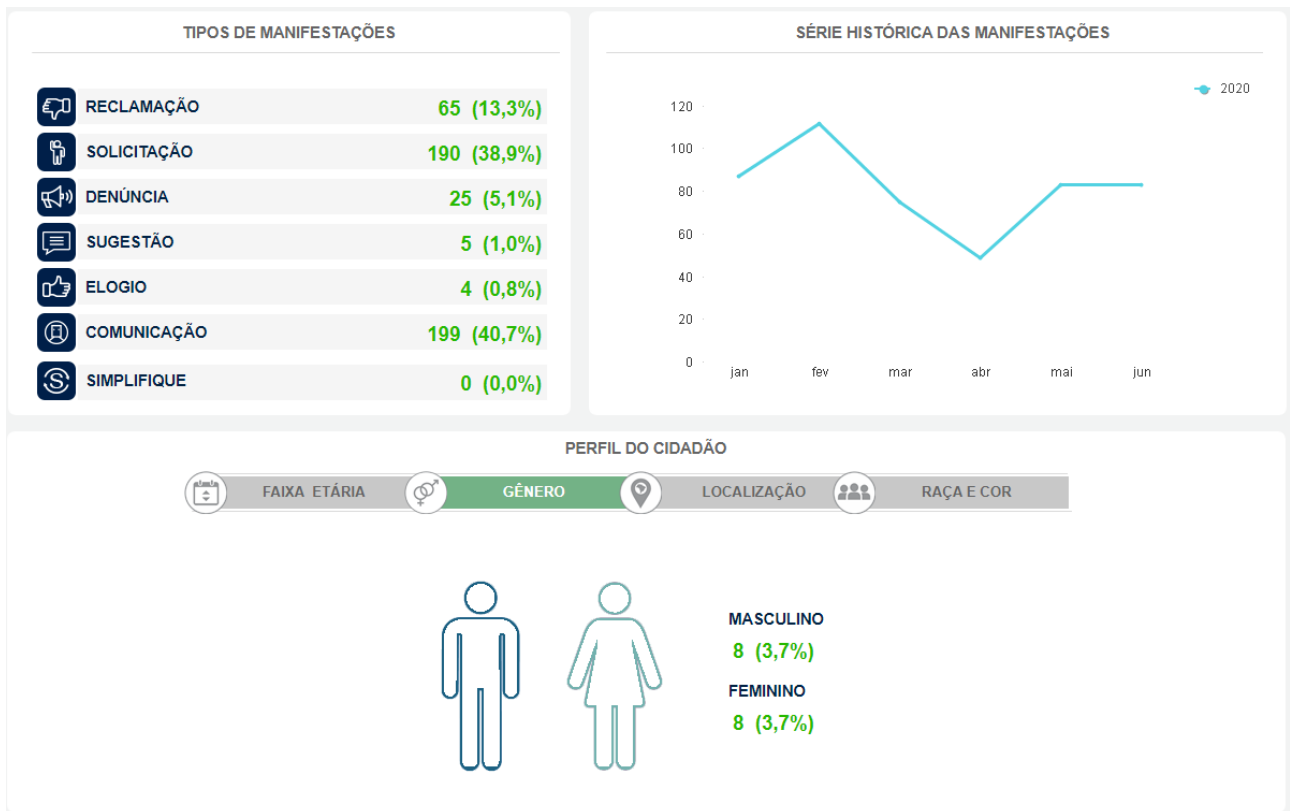 TIPOS DE MANIFESTAÇÕES
RECLAMAÇÃO 65 (13,3%)
SOLICITAÇÃO 190 (38,9%)
DENÚNCIA 25 (5,1%)
SUGESTÃO 5 (1,0%)
ELOGIO 4 (0,8%)
COMUNICAÇÃO 199 (40,7%)
SIMPLIFIQUE 0 (0,0%)
SÉRIE HISTÓRICA DAS MANIFESTAÇÕES
2020
120
100
80
60
40
20
0
jan fev mar abr mai jun
PERFIL DO CIDADÃO
FAIXA ETÁRIA GÊNERO LOCALIZAÇÃO RAÇA E COR
MASCULINO
8 (3,7%)
FEMININO
8 (3,7%)